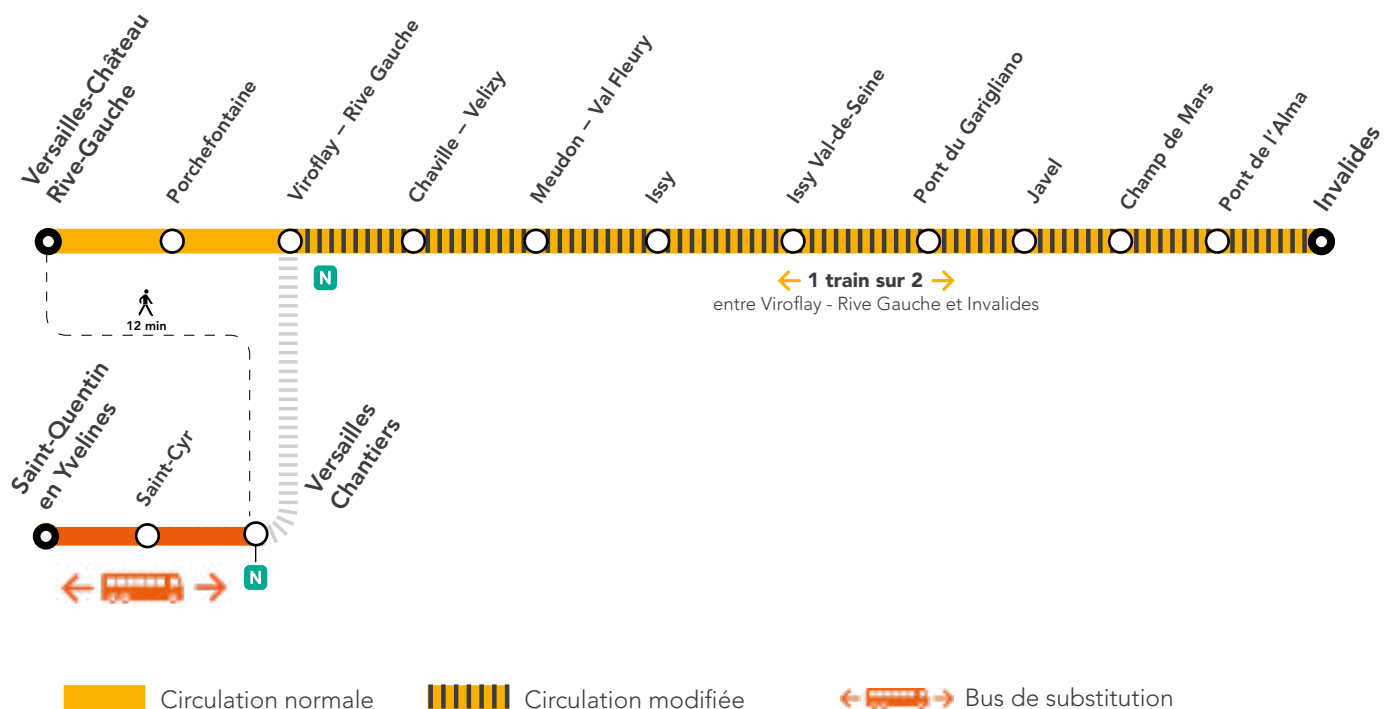 Versailles-Château
Rive-Gauche
Porchefontaine
Viroflay – Rive Gauche
Chaville – Velizy
Meudon – Val Fleury
Issy
Issy Val-de-Seine
Pont du Garigliano
Javel
Champ de Mars
Pont de l'Alma
Invalides
N
1 train sur 2
entre Viroflay - Rive Gauche et Invalides
12 min
Saint-Quentin
en Yvelines
Saint-Cyr
Versailles
Chantiers
N
Circulation normale
Circulation modifiée
Bus de substitution